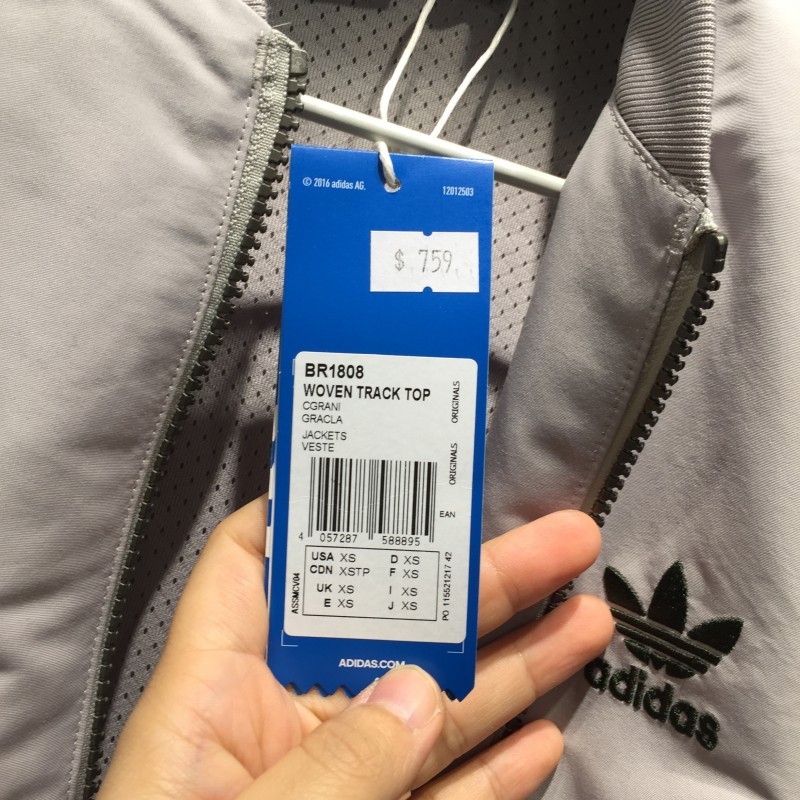 © 2016 adidas AG.
12012503
$ 759
BR1808
WOVEN TRACK TOP
CGRANI
GRACLA
JACKETS
VESTE
ORIGINALS
ORIGINALS
EAN
4 057287 588895
USA XS D XS
CDN XSTP F XS
UK XS I XS
E XS J XS
ASSMCV04
PO 115521217 42
ADIDAS.COM
adidas